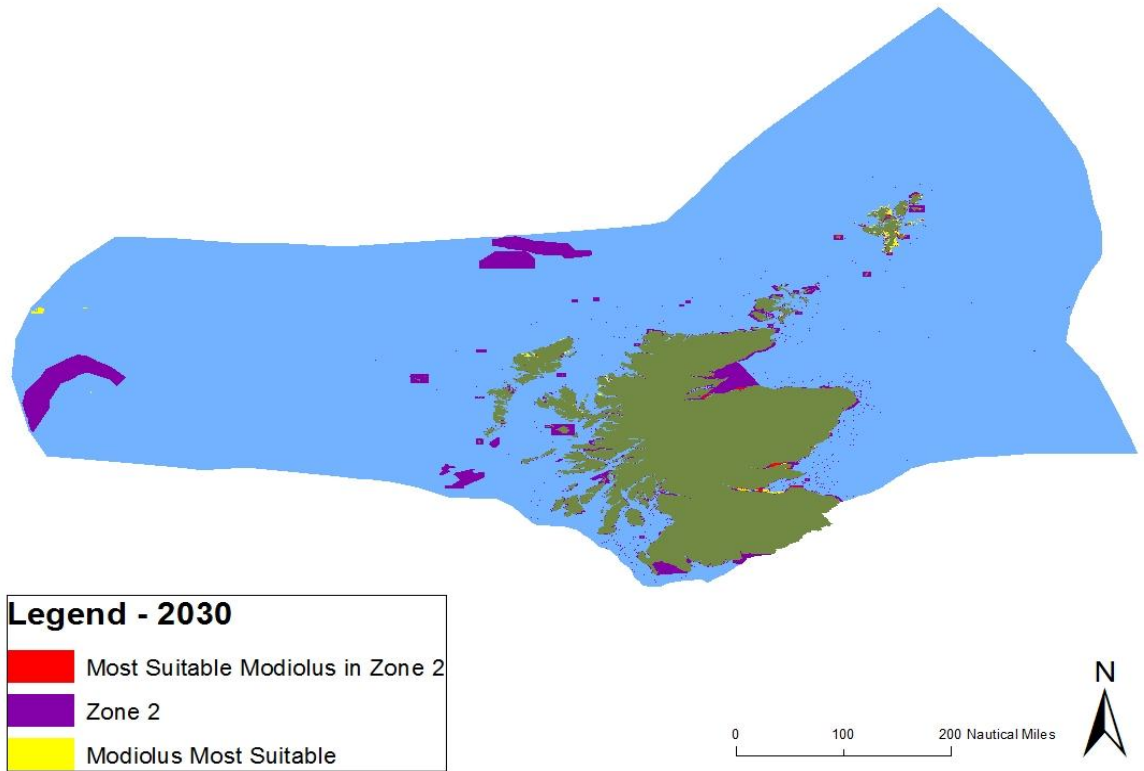 Legend - 2030
Most Suitable Modiolus in Zone 2
Zone 2
Modiolus Most Suitable
0 100 200 Nautical Miles
N